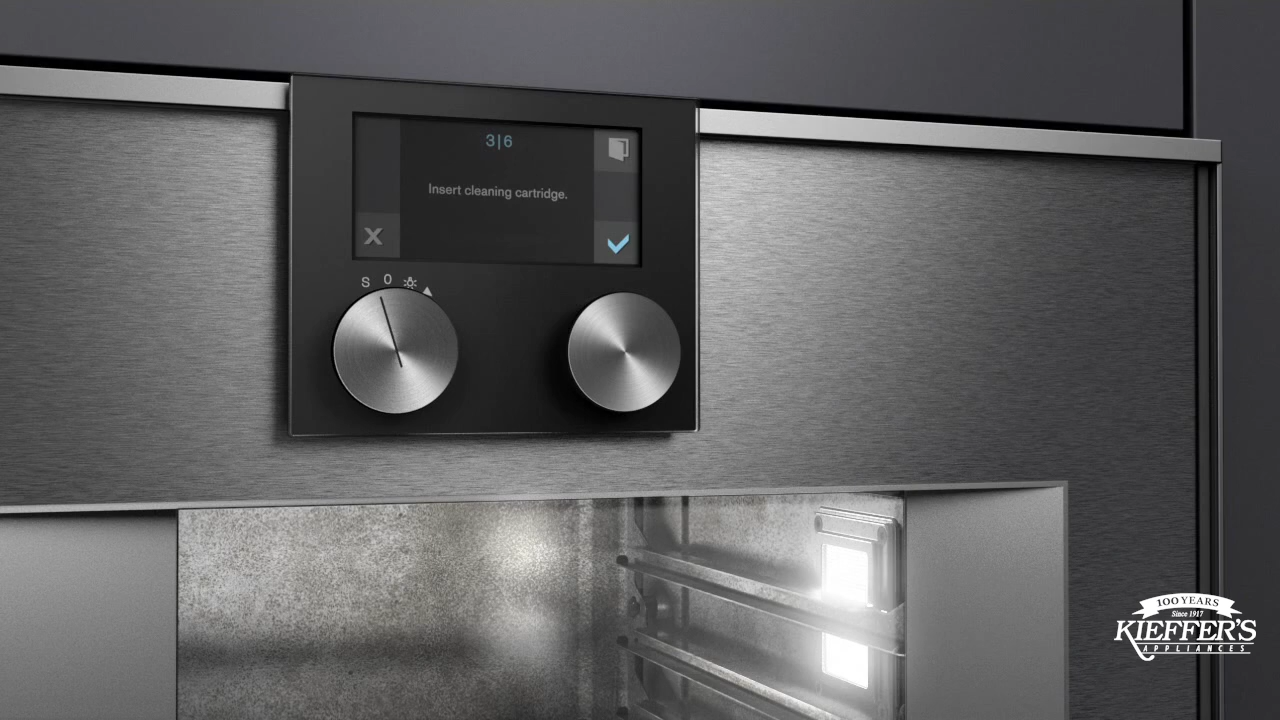 3|6
Insert cleaning cartridge.
S 0
100 YEARS
Since 1917
KIEFFER'S
APPLIANCES